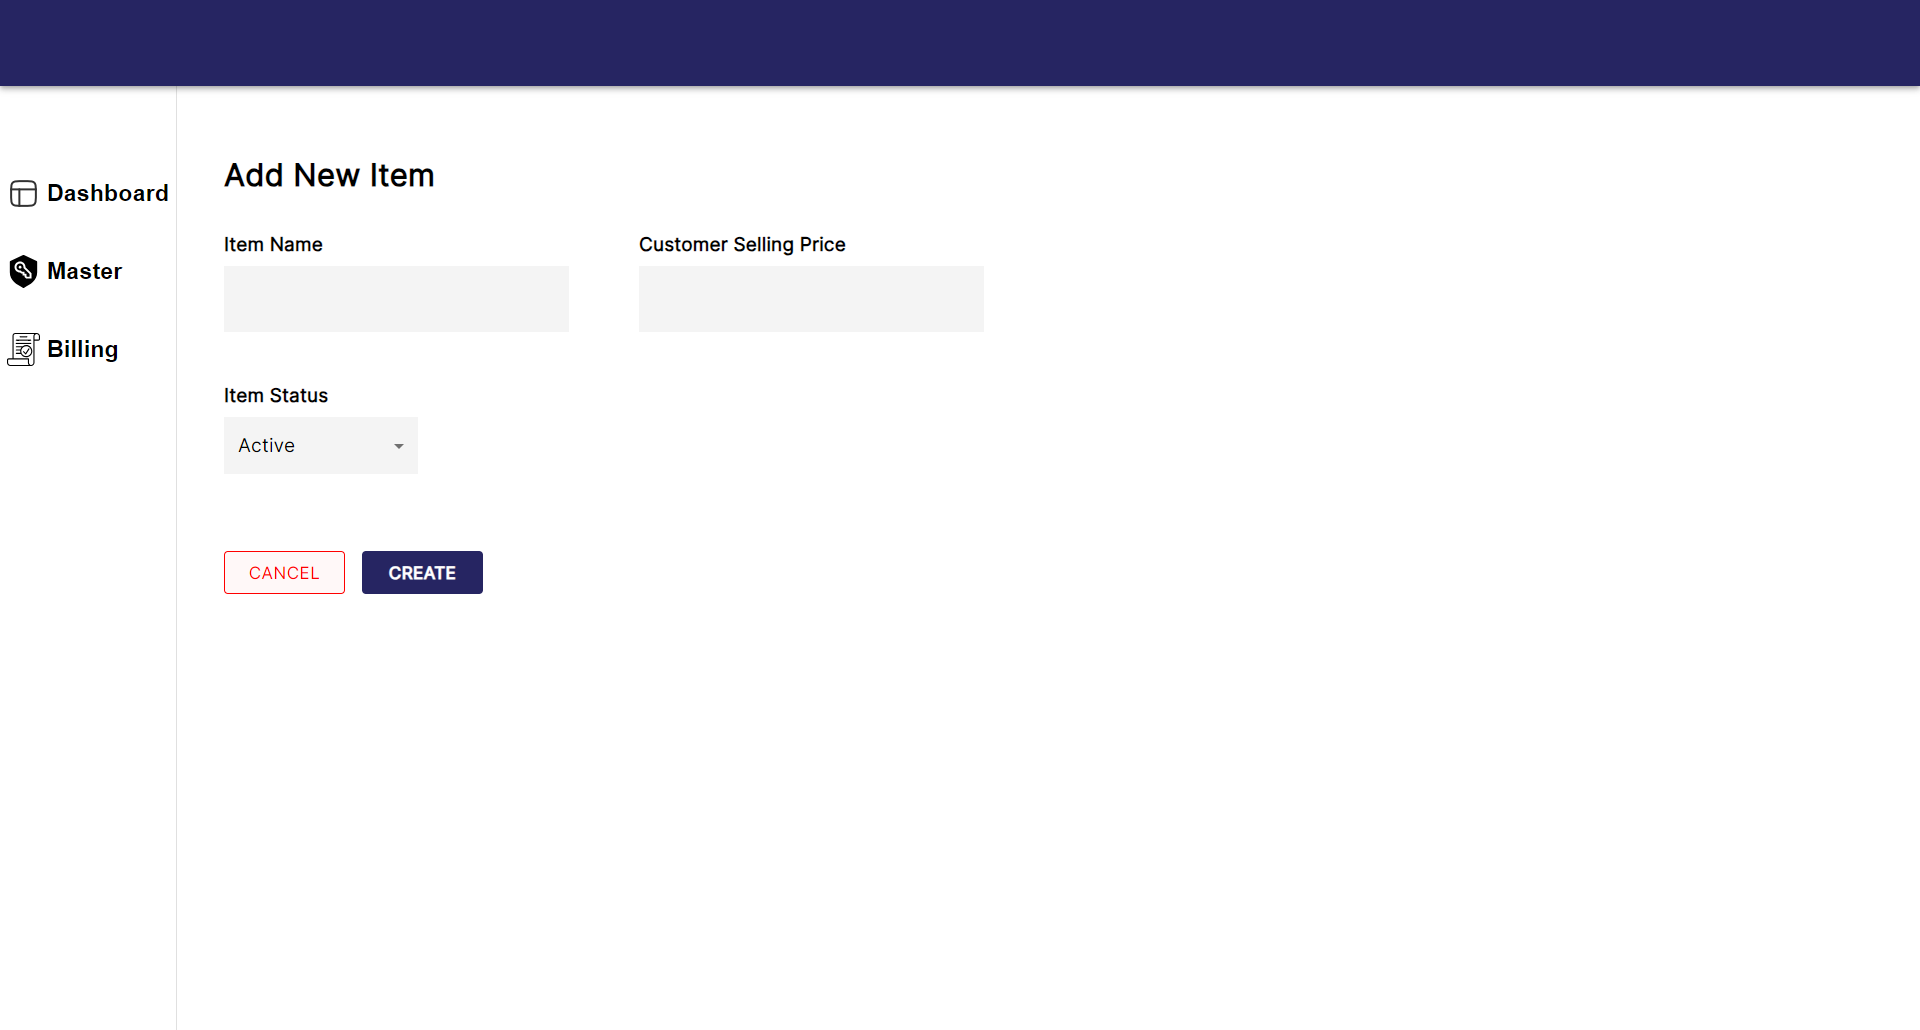 Dashboard
Master
Billing
Add New Item
Item Name
Customer Selling Price
Item Status
Active
CANCEL
CREATE